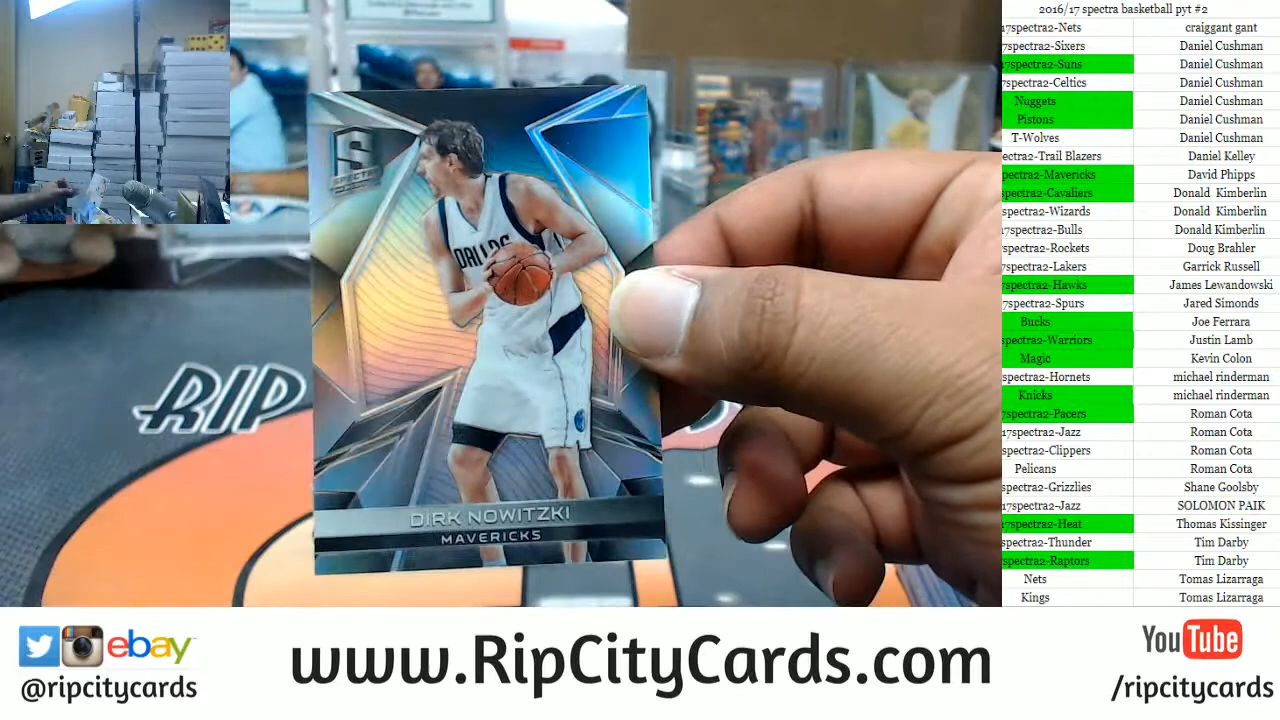 2016/17 spectra basketball pyt #2
17spectra2-Nets craiggant gant
7spectra2-Sixers Daniel Cushman
7spectra2-Suns Daniel Cushman
7spectra2-Celtics Daniel Cushman
Nuggets Daniel Cushman
Pistons Daniel Cushman
T-Wolves Daniel Cushman
ectra2-Trail Blazers Daniel Kelley
spectra2-Mavericks David Phipps
spectra2-Cavaliers Donald Kimberlin
spectra2-Wizards Donald Kimberlin
spectra2-Bulls Donald Kimberlin
spectra2-Rockets Doug Brahler
spectra2-Lakers Garrick Russell
spectra2-Hawks James Lewandowski
7spectra2-Spurs Jared Simonds
Bucks Joe Ferrara
spectra2-Warriors Justin Lamb
Magic Kevin Colon
spectra2-Hornets michael rinderman
Knicks michael rinderman
7spectra2-Pacers Roman Cota
17spectra2-Jazz Roman Cota
spectra2-Clippers Roman Cota
Pelicans Roman Cota
spectra2-Grizzlies Shane Goolsby
17spectra2-Jazz SOLOMON PAIK
17spectra2-Heat Thomas Kissinger
spectra2-Thunder Tim Darby
spectra2-Raptors Tim Darby
Nets Tomas Lizarraga
Kings Tomas Lizarraga
S
SPECTRA
DALLAS
DIRK NOWITZKI
MAVERICKS
RIP
ebay
@ripcitycards
www.RipCityCards.com
YouTube
/ripcitycards